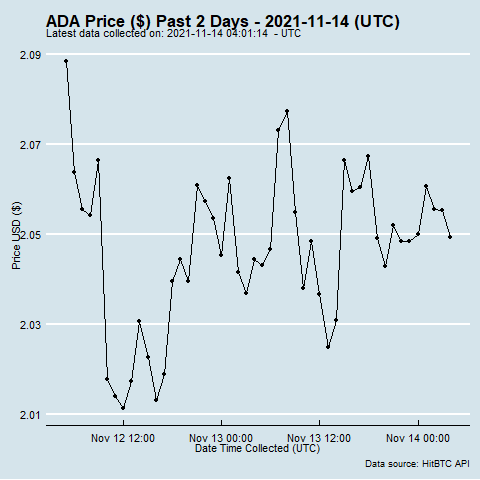 ADA Price ($) Past 2 Days - 2021-11-14 (UTC)
Latest data collected on: 2021-11-14 04:01:14  - UTC
2.09
2.07
2.05
2.03
2.01
Price USD ($)
Nov 12 12:00 Nov 13 00:00 Nov 13 12:00 Nov 14 00:00
Date Time Collected (UTC)
Data source: HitBTC API